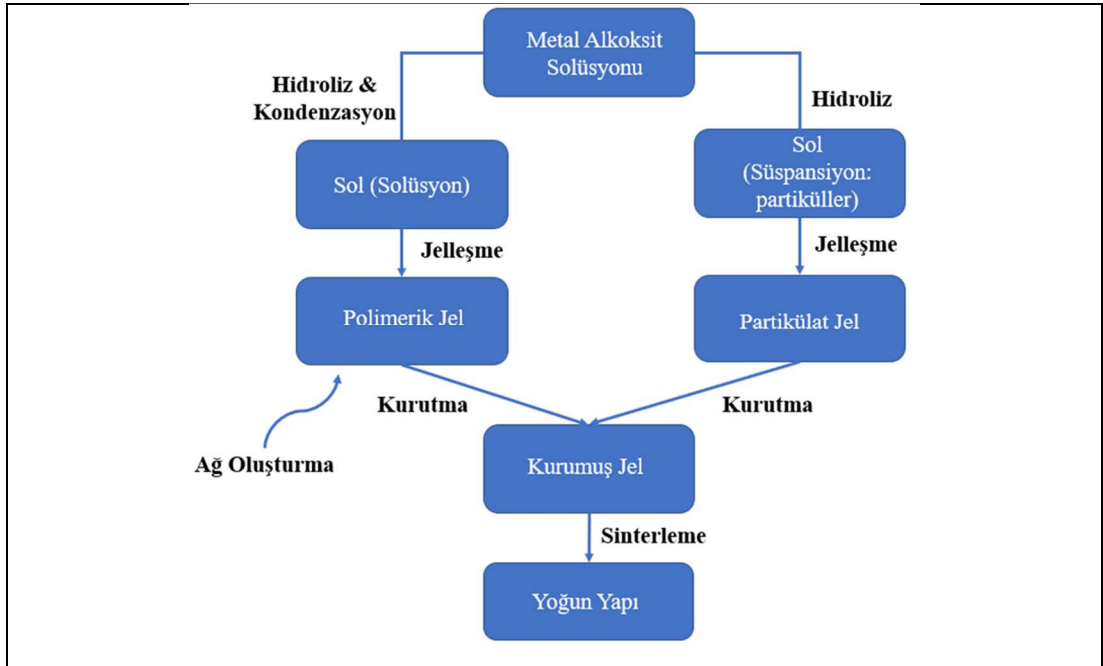 Metal Alkoksit
Solüsyonu
Hidroliz &
Kondenzasyon
Hidroliz
Sol (Solüsyon)
Sol
(Süspansiyon:
partiküller)
Jelleşme
Jelleşme
Polimerik Jel
Partikülat Jel
Kurutma
Kurutma
Ağ Oluşturma
Kurumuş Jel
Sinterleme
Yoğun Yapı